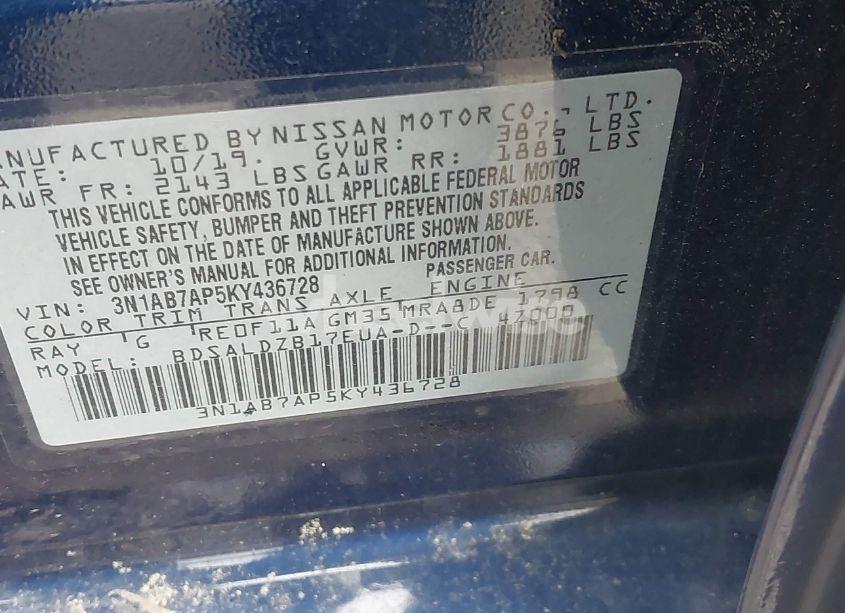 ANUFACTURED BY NISSAN MOTOR CO., LTD.
ATE: 10/19. GVWR: 3876 LBS
AWR FR: 2143 LBS GAWR RR: 1881 LBS
THIS VEHICLE CONFORMS TO ALL APPLICABLE FEDERAL MOTOR
VEHICLE SAFETY, BUMPER AND THEFT PREVENTION STANDARDS
IN EFFECT ON THE DATE OF MANUFACTURE SHOWN ABOVE.
SEE OWNER'S MANUAL FOR ADDITIONAL INFORMATION.
VIN: 3N1AB7AP5KY436728 PASSENGER CAR.
COLOR TRIM TRANS AXLE ENGINE
RAY G RE0F11A GM35 MRA8DE 1798 CC
MODEL: BDSALDZB17EUA-D--C 47000
3N1AB7AP5KY436728